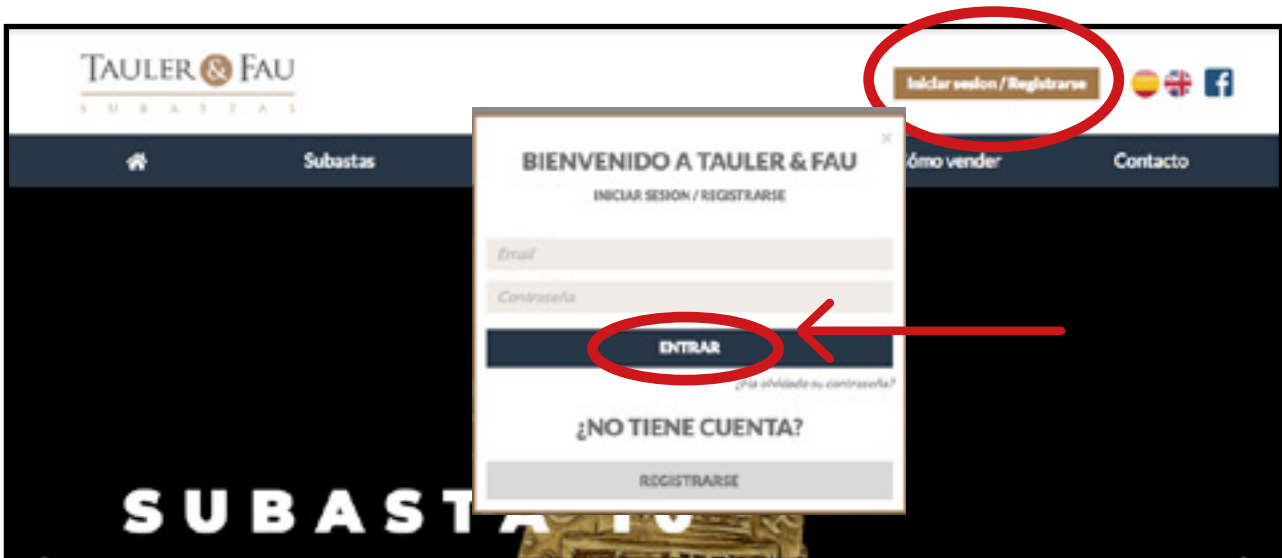 TAULER & FAU
SUBASTAS
Iniciar sesion / Registrarse
Subastas
ómo vender
Contacto
×
BIENVENIDO A TAULER & FAU
INICIAR SESION / REGISTRARSE
Email
Contraseña
ENTRAR
¿Ha olvidado su contraseña?
¿NO TIENE CUENTA?
REGISTRARSE
SUBASTA